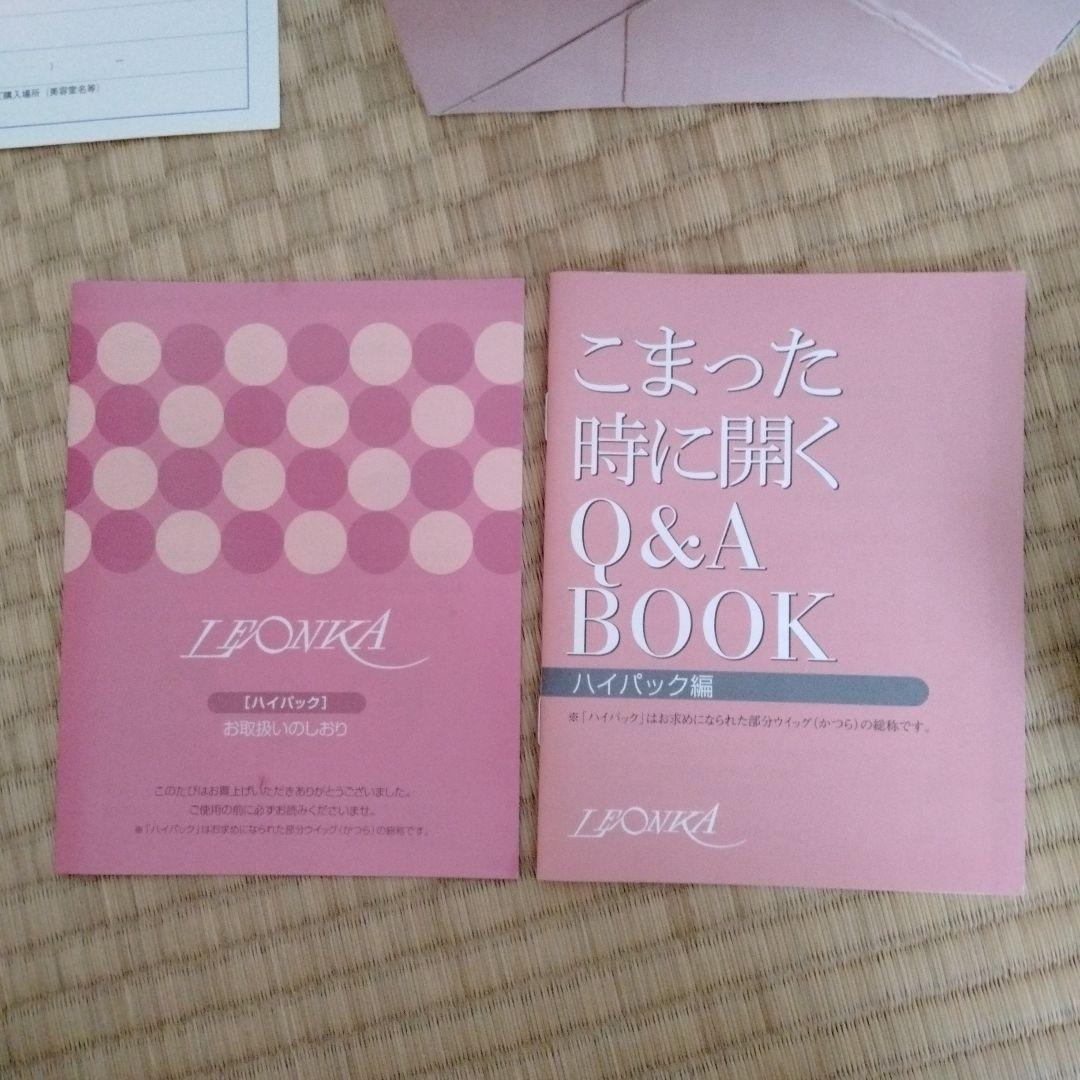 購入場所（美容室名等）
LEONKA
［ハイパック］
お取扱いのしおり
このたびはお買上げいただきありがとうございました。
ご使用の前に必ずお読みくださいませ。
※「ハイパック」はお求めになられた部分ウイッグ（かつら）の総称です。
こまった
時に開く
Q&A
BOOK
ハイパック編
※「ハイパック」はお求めになられた部分ウイッグ（かつら）の総称です。
LEONKA